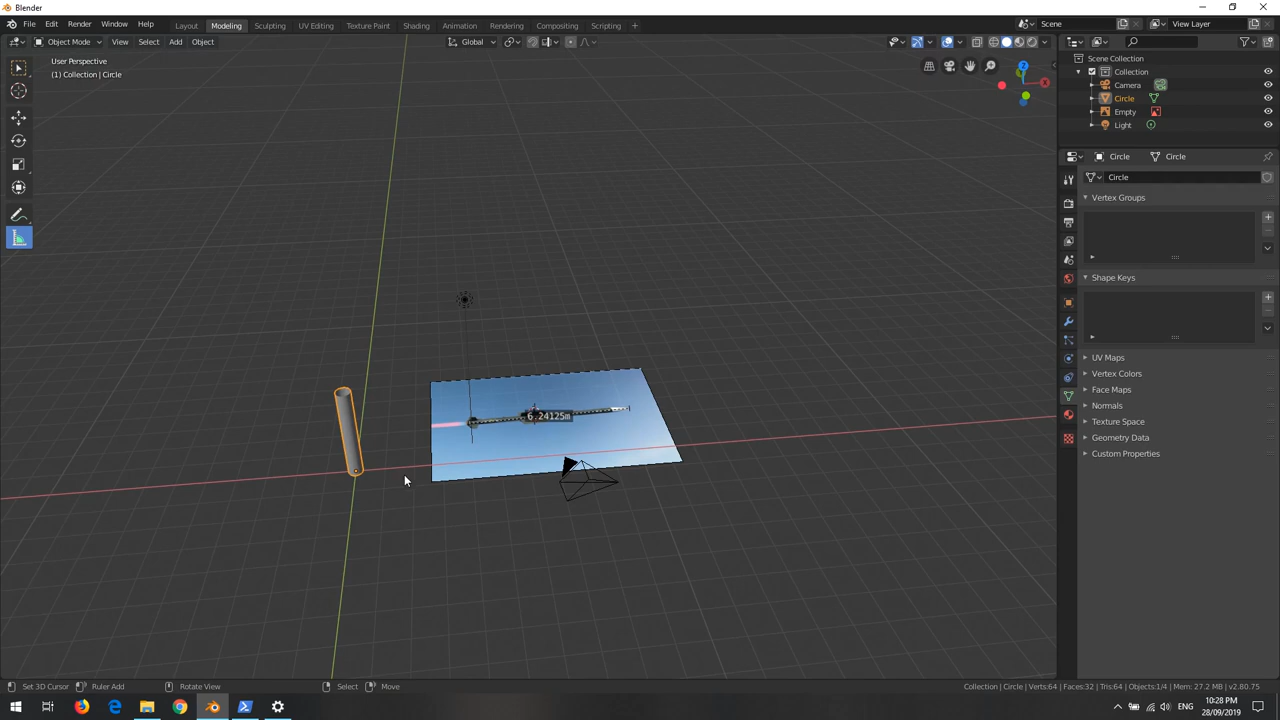 Blender
File Edit Render Window Help Layout Modeling Sculpting UV Editing Texture Paint Shading Animation Rendering Compositing Scripting + Scene View Layer
Object Mode View Select Add Object Global
User Perspective
(1) Collection | Circle
X
Z
Scene Collection
Collection
Camera
Circle
Empty
Light
Circle Circle
Circle
Vertex Groups
Shape Keys
UV Maps
Vertex Colors
Face Maps
Normals
Texture Space
Geometry Data
Custom Properties
6.24125m
Set 3D Cursor Ruler Add Rotate View Select Move Collection | Circle | Verts:64 | Faces:32 | Tris:64 | Objects:1/4 | Mem: 27.2 MB | v2.80.75
ENG
10:28 PM
28/09/2019